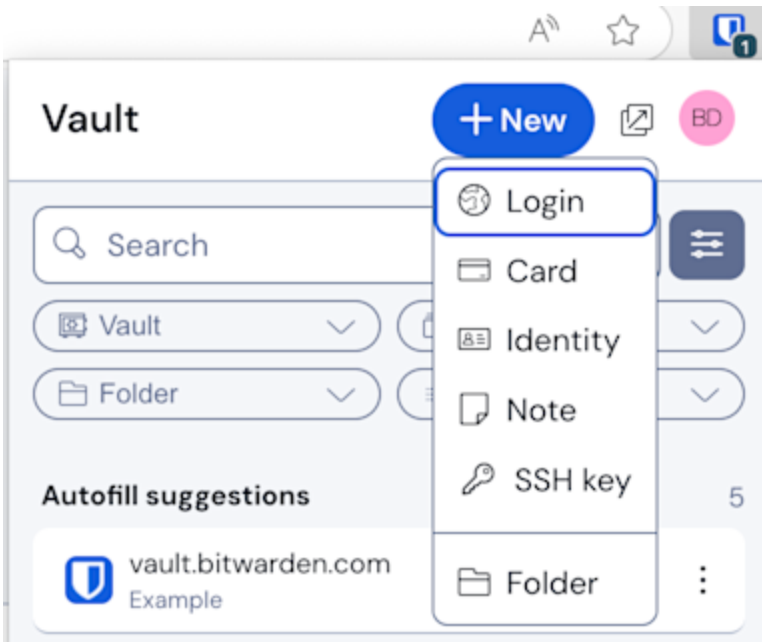 A
1
Vault
New
BD
Login
Search
Card
Vault
Identity
Folder
Note
SSH key
Autofill suggestions
5
vault.bitwarden.com
Example
Folder